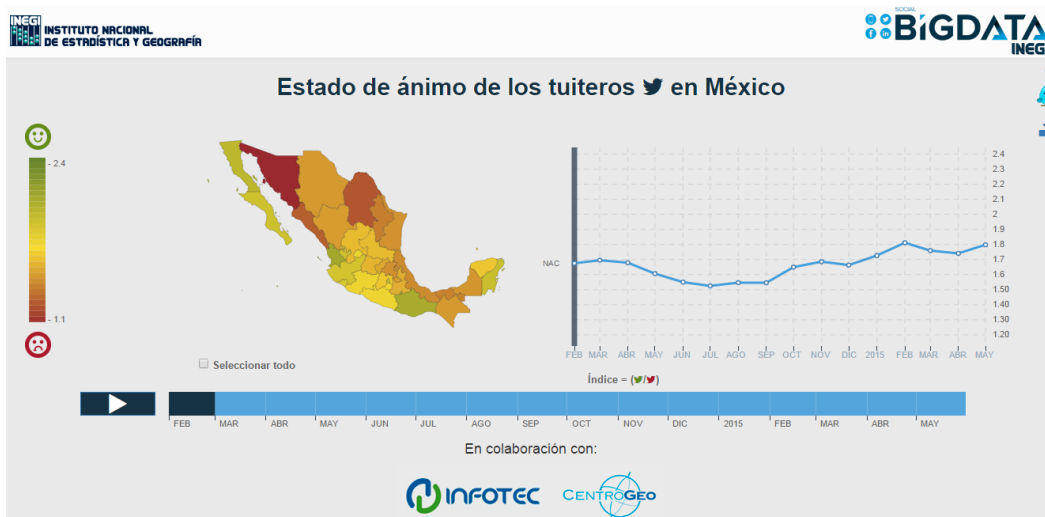 INEGI
INSTITUTO NACIONAL
DE ESTADÍSTICA Y GEOGRAFÍA
SOCIAL
BIGDATA
INEG
Estado de ánimo de los tuiteros en México
- 2.4
- 1.1
2.4
2.3
2.2
2.1
2
1.9
1.8
1.7
1.6
1.50
1.40
1.30
1.20
NAC
FEB MAR ABR MAY JUN JUL AGO SEP OCT NOV DIC 2015 FEB MAR ABR MAY
Seleccionar todo
Índice = ( / )
FEB MAR ABR MAY JUN JUL AGO SEP OCT NOV DIC 2015 FEB MAR ABR MAY
En colaboración con:
INFOTEC CENTROGEO